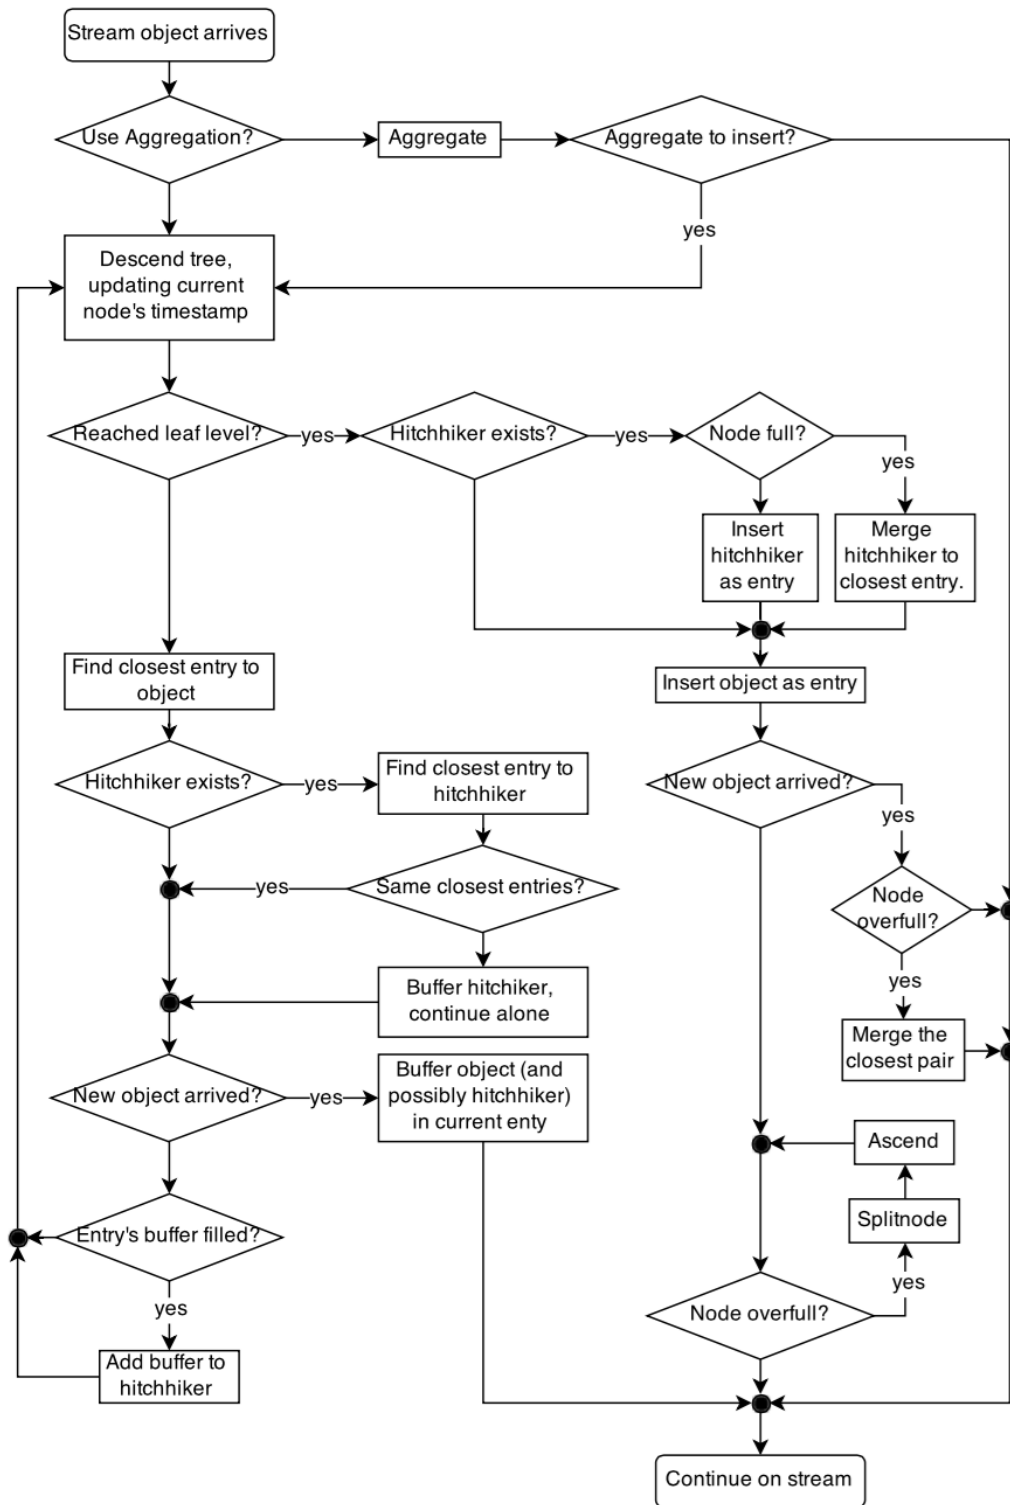 Stream object arrives
Use Aggregation?
Aggregate
Aggregate to insert?
yes
Descend tree,
updating current
node's timestamp
Reached leaf level?
yes
Hitchhiker exists?
yes
Node full?
yes
Insert
hitchhiker
as entry
Merge
hitchhiker to
closest entry.
Find closest entry to
object
Insert object as entry
Hitchhiker exists?
yes
Find closest entry to
hitchhiker
New object arrived?
yes
Same closest entries?
yes
Node
overfull?
yes
Buffer hitchiker,
continue alone
Merge the
closest pair
New object arrived?
yes
Buffer object (and
possibly hitchhiker)
in current enty
Ascend
Splitnode
yes
Entry's buffer filled?
yes
Node overfull?
Add buffer to
hitchhiker
Continue on stream